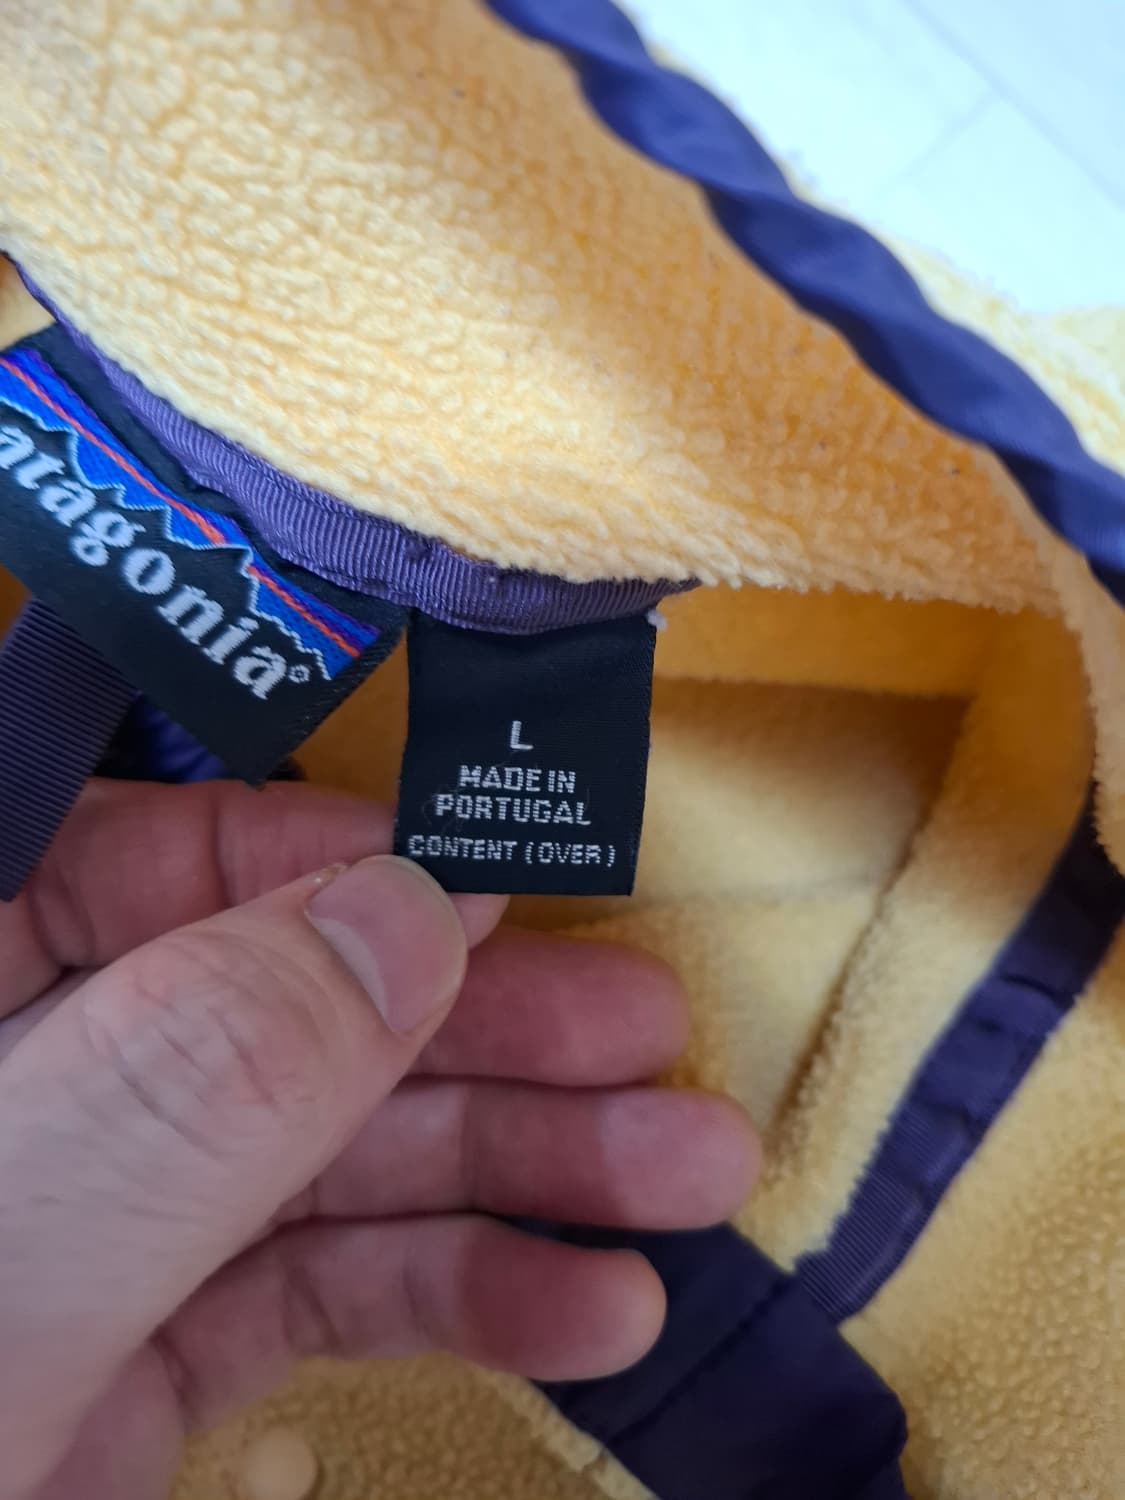 atagonia®
L
MADE IN
PORTUGAL
CONTENT (OVER)